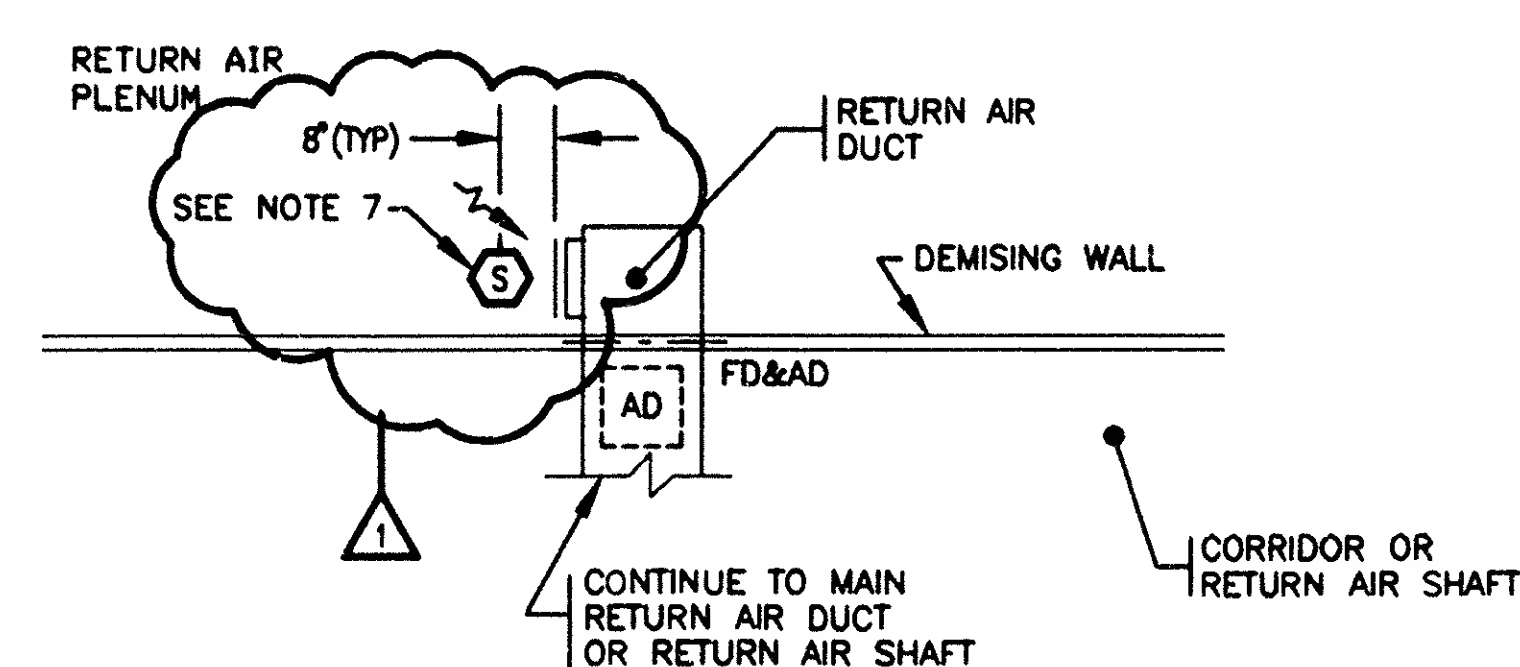 RETURN AIR
PLENUM
8"(TYP)
RETURN AIR
DUCT
SEE NOTE 7
S
DEMISING WALL
FD&AD
AD
1
CORRIDOR OR
RETURN AIR SHAFT
CONTINUE TO MAIN
RETURN AIR DUCT
OR RETURN AIR SHAFT